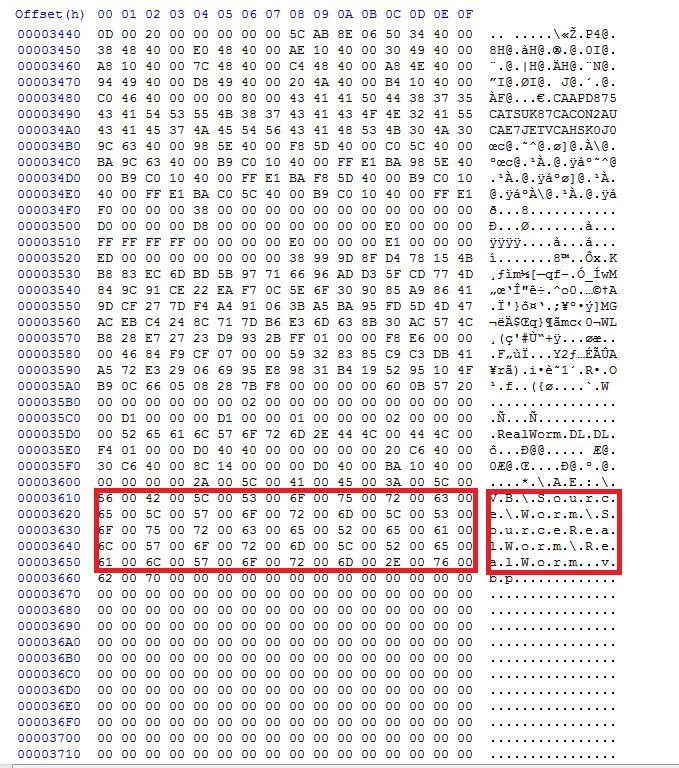 Offset(h) 00 01 02 03 04 05 06 07 08 09 0A 0B 0C 0D 0E 0F
00003440 0D 00 20 00 00 00 00 00 5C AB 8E 06 50 34 40 00 .. .....\«Ž.P4@.
00003450 38 48 40 00 E0 48 40 00 AE 10 40 00 30 49 40 00 8H@.àH@.®.@.0I@.
00003460 A8 10 40 00 7C 48 40 00 C4 48 40 00 A8 4E 40 00 ¨.@.|H@.ÄH@.¨N@.
00003470 94 49 40 00 D8 49 40 00 20 4A 40 00 B4 10 40 00 ”I@.ØI@. J@.´.@.
00003480 C0 46 40 00 00 00 80 00 43 41 41 50 44 38 37 35 ÀF@...€.CAAPD875
00003490 43 41 54 53 55 4B 38 37 43 41 43 4F 4E 32 41 55 CATSUK87CACON2AU
000034A0 43 41 45 37 4A 45 54 56 43 41 48 53 4B 30 4A 30 CAE7JETVCAHSK0J0
000034B0 9C 63 40 00 98 5E 40 00 F8 5D 40 00 C0 5C 40 00 œc@.˜^@.ø]@.À\@.
000034C0 BA 9C 63 40 00 B9 C0 10 40 00 FF E1 BA 98 5E 40 ºœc@.¹À.@.ÿáº˜^@
000034D0 00 B9 C0 10 40 00 FF E1 BA F8 5D 40 00 B9 C0 10 .¹À.@.ÿáºø]@.¹À.
000034E0 40 00 FF E1 BA C0 5C 40 00 B9 C0 10 40 00 FF E1 @.ÿáºÀ\@.¹À.@.ÿá
000034F0 F0 00 00 00 38 00 00 00 00 00 00 00 00 00 00 00 ð...8...........
00003500 D0 00 00 00 D8 00 00 00 00 00 00 00 E0 00 00 00 Ð...Ø.......à...
00003510 FF FF FF FF 00 00 00 00 E0 00 00 00 E1 00 00 00 ÿÿÿÿ....à...á...
00003520 ED 00 00 00 00 00 00 00 38 99 9D 8F D4 78 15 4B í.......8™..Ôx.K
00003530 B8 83 EC 6D BD 5B 97 71 66 96 AD D3 5F CD 77 4D ¸ƒìm½[—qf–.Ó_ÍwM
00003540 84 9C 91 CE 22 EA F7 0C 5E 6F 30 90 85 A9 86 41 „œ‘Î"ê÷.^o0.…©†A
00003550 9D CF 27 7D F4 A4 91 06 3B A5 BA 95 FD 5D 4D 47 .Ï'}ô¤‘.;¥º•ý]MG
00003560 AC EB C4 24 8C 71 7D B6 E3 6D 63 8B 30 AC 57 4C ¬ëÄ$Œq}¶ãmc‹0¬WL
00003570 B8 28 E7 27 23 D9 93 2B FF 01 00 00 F8 E6 00 00 ¸(ç'#Ù“+ÿ...øæ..
00003580 00 46 84 F9 CF 07 00 00 59 32 83 85 C9 C3 DB 41 .F„ùÏ...Y2ƒ…ÉÃÛA
00003590 A5 72 E3 29 06 69 95 E8 98 31 B4 19 52 95 10 4F ¥rã).i•è˜1´.R•.O
000035A0 B9 0C 66 05 08 28 7B F8 00 00 00 00 60 0B 57 20 ¹.f..({ø....`.W
000035B0 00 00 00 00 00 00 02 00 00 00 00 00 00 00 00 00 ................
000035C0 00 D1 00 00 00 D1 00 00 01 00 00 00 02 00 00 00 .Ñ...Ñ..........
000035D0 00 52 65 61 6C 57 6F 72 6D 2E 44 4C 00 44 4C 00 .RealWorm.DL.DL.
000035E0 F4 01 00 00 D0 40 40 00 00 00 00 00 20 C6 40 00 ô...Ð@@..... Æ@.
000035F0 30 C6 40 00 8C 14 00 00 00 00 D0 40 00 BA 10 40 00 0Æ@.Œ....Ð@.º.@.
00003600 00 00 00 00 2A 00 5C 00 41 00 45 00 3A 00 5C 00 ....*.\.A.E.:.\.
00003610 56 00 42 00 5C 00 53 00 6F 00 75 00 72 00 63 00 V.B.\.S.o.u.r.c.
00003620 65 00 5C 00 57 00 6F 00 72 00 6D 00 5C 00 53 00 e.\.W.o.r.m.\.S.
00003630 6F 00 75 00 72 00 63 00 65 00 52 00 65 00 61 00 o.u.r.c.e.R.e.a.
00003640 6C 00 57 00 6F 00 72 00 6D 00 5C 00 52 00 65 00 l.W.o.r.m.\.R.e.
00003650 61 00 6C 00 57 00 6F 00 72 00 6D 00 2E 00 76 00 a.l.W.o.r.m...v.
00003660 62 00 70 00 00 00 00 00 00 00 00 00 00 00 00 00 b.p.............
00003670 00 00 00 00 00 00 00 00 00 00 00 00 00 00 00 00 ................
00003680 00 00 00 00 00 00 00 00 00 00 00 00 00 00 00 00 ................
00003690 00 00 00 00 00 00 00 00 00 00 00 00 00 00 00 00 ................
000036A0 00 00 00 00 00 00 00 00 00 00 00 00 00 00 00 00 ................
000036B0 00 00 00 00 00 00 00 00 00 00 00 00 00 00 00 00 ................
000036C0 00 00 00 00 00 00 00 00 00 00 00 00 00 00 00 00 ................
000036D0 00 00 00 00 00 00 00 00 00 00 00 00 00 00 00 00 ................
000036E0 00 00 00 00 00 00 00 00 00 00 00 00 00 00 00 00 ................
000036F0 00 00 00 00 00 00 00 00 00 00 00 00 00 00 00 00 ................
00003700 00 00 00 00 00 00 00 00 00 00 00 00 00 00 00 00 ................
00003710 00 00 00 00 00 00 00 00 00 00 00 00 00 00 00 00 ................